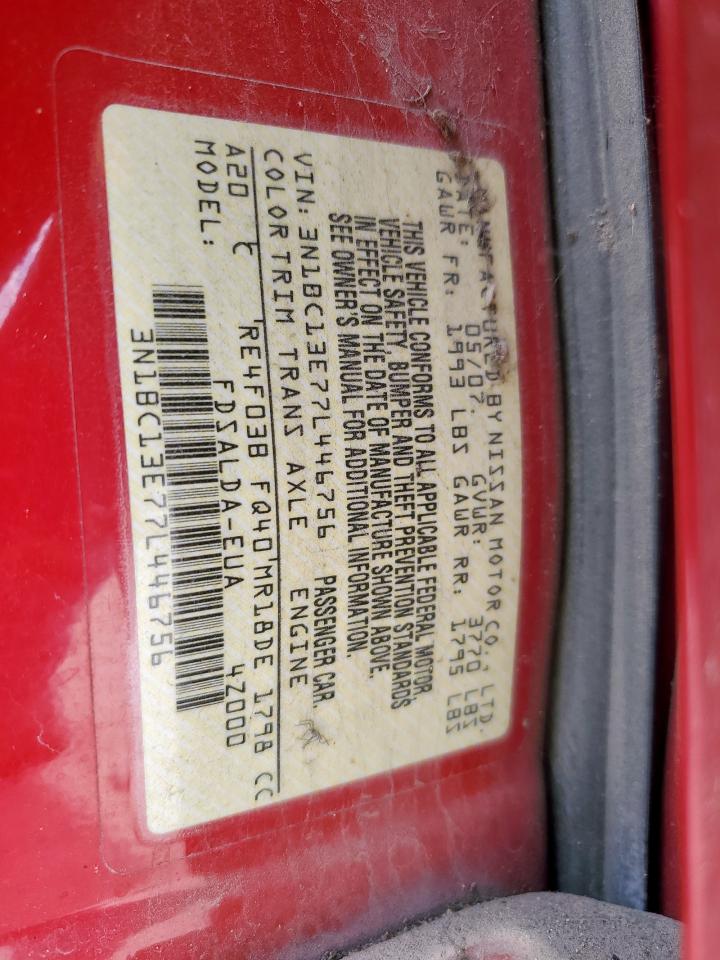 MANUFACTURED BY NISSAN MOTOR CO., LTD.
DATE: 05/07. GVWR: 3770 LBS
GAWR FR: 1993 LBS GAWR RR: 1795 LBS
THIS VEHICLE CONFORMS TO ALL APPLICABLE FEDERAL MOTOR
VEHICLE SAFETY, BUMPER AND THEFT PREVENTION STANDARDS
IN EFFECT ON THE DATE OF MANUFACTURE SHOWN ABOVE.
SEE OWNER'S MANUAL FOR ADDITIONAL INFORMATION
VIN: 3N1BC13E77L446756 PASSENGER CAR.
COLOR TRIM TRANS AXLE ENGINE
A20 C RE4F03B FQ40 MR18DE 1798 CC
MODEL: FDSALDA-EUA 4Z000
3N1BC13E77L446756